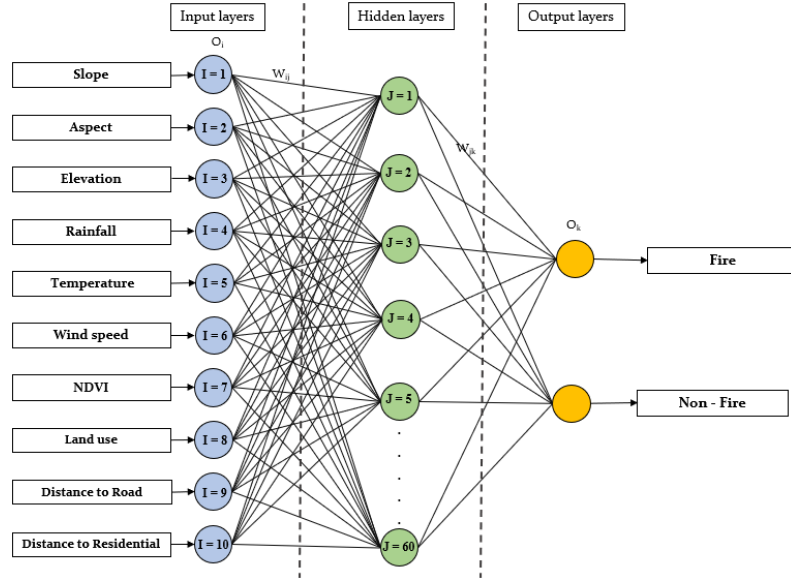 Input layers
Hidden layers
Output layers
Oᵢ
Wᵢⱼ
Wⱼₖ
Oₖ
Slope
Aspect
Elevation
Rainfall
Temperature
Wind speed
NDVI
Land use
Distance to Road
Distance to Residential
I = 1
I = 2
I = 3
I = 4
I = 5
I = 6
I = 7
I = 8
I = 9
I = 10
J = 1
J = 2
J = 3
J = 4
J = 5
J = 60
Fire
Non - Fire